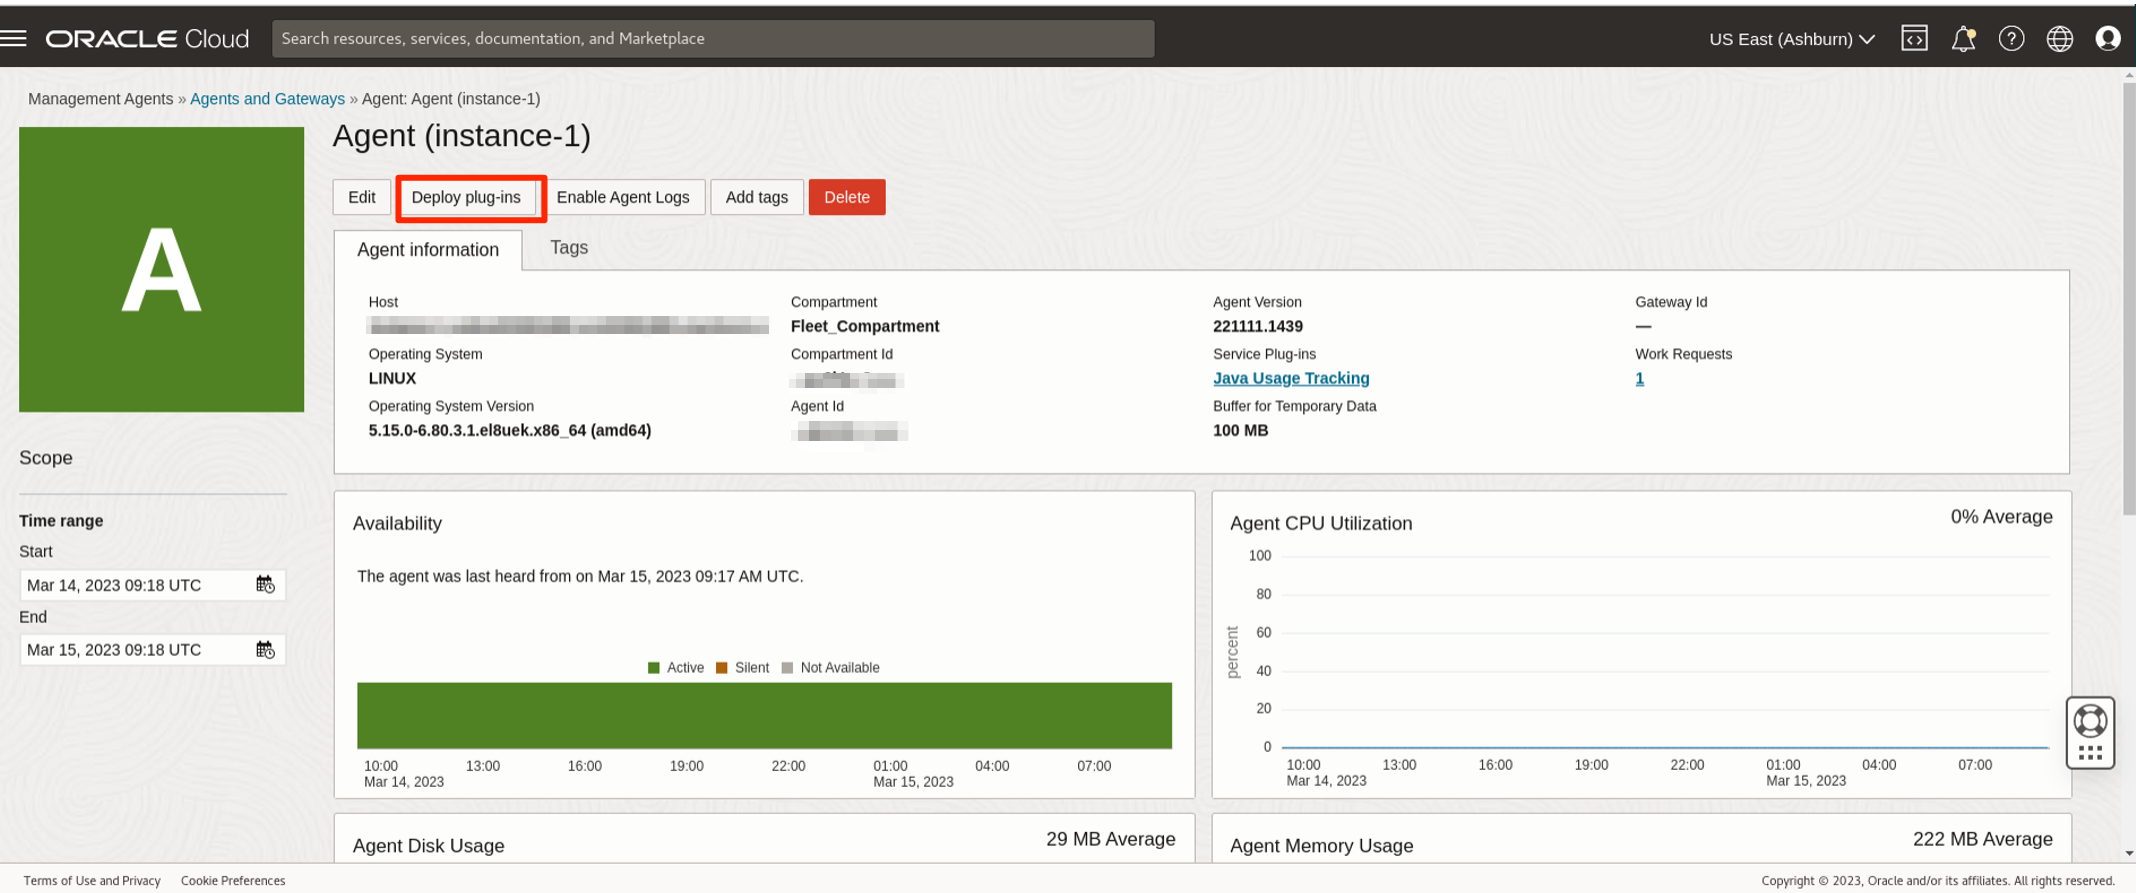 ORACLE Cloud
Search resources, services, documentation, and Marketplace
US East (Ashburn)
Management Agents » Agents and Gateways » Agent: Agent (instance-1)
A
Agent (instance-1)
Edit
Deploy plug-ins
Enable Agent Logs
Add tags
Delete
Agent information
Tags
Host
Operating System
LINUX
Operating System Version
5.15.0-6.80.3.1.el8uek.x86_64 (amd64)
Compartment
Fleet_Compartment
Compartment Id
Agent Id
Agent Version
221111.1439
Service Plug-ins
Java Usage Tracking
Buffer for Temporary Data
100 MB
Gateway Id
—
Work Requests
1
Scope
Time range
Start
Mar 14, 2023 09:18 UTC
End
Mar 15, 2023 09:18 UTC
Availability
The agent was last heard from on Mar 15, 2023 09:17 AM UTC.
Active Silent Not Available
10:00 13:00 16:00 19:00 22:00 01:00 04:00 07:00
Mar 14, 2023 Mar 15, 2023
Agent CPU Utilization
0% Average
percent
100
80
60
40
20
0
10:00 13:00 16:00 19:00 22:00 01:00 04:00 07:00
Mar 14, 2023 Mar 15, 2023
Agent Disk Usage
29 MB Average
Agent Memory Usage
222 MB Average
Terms of Use and Privacy Cookie Preferences
Copyright © 2023, Oracle and/or its affiliates. All rights reserved.